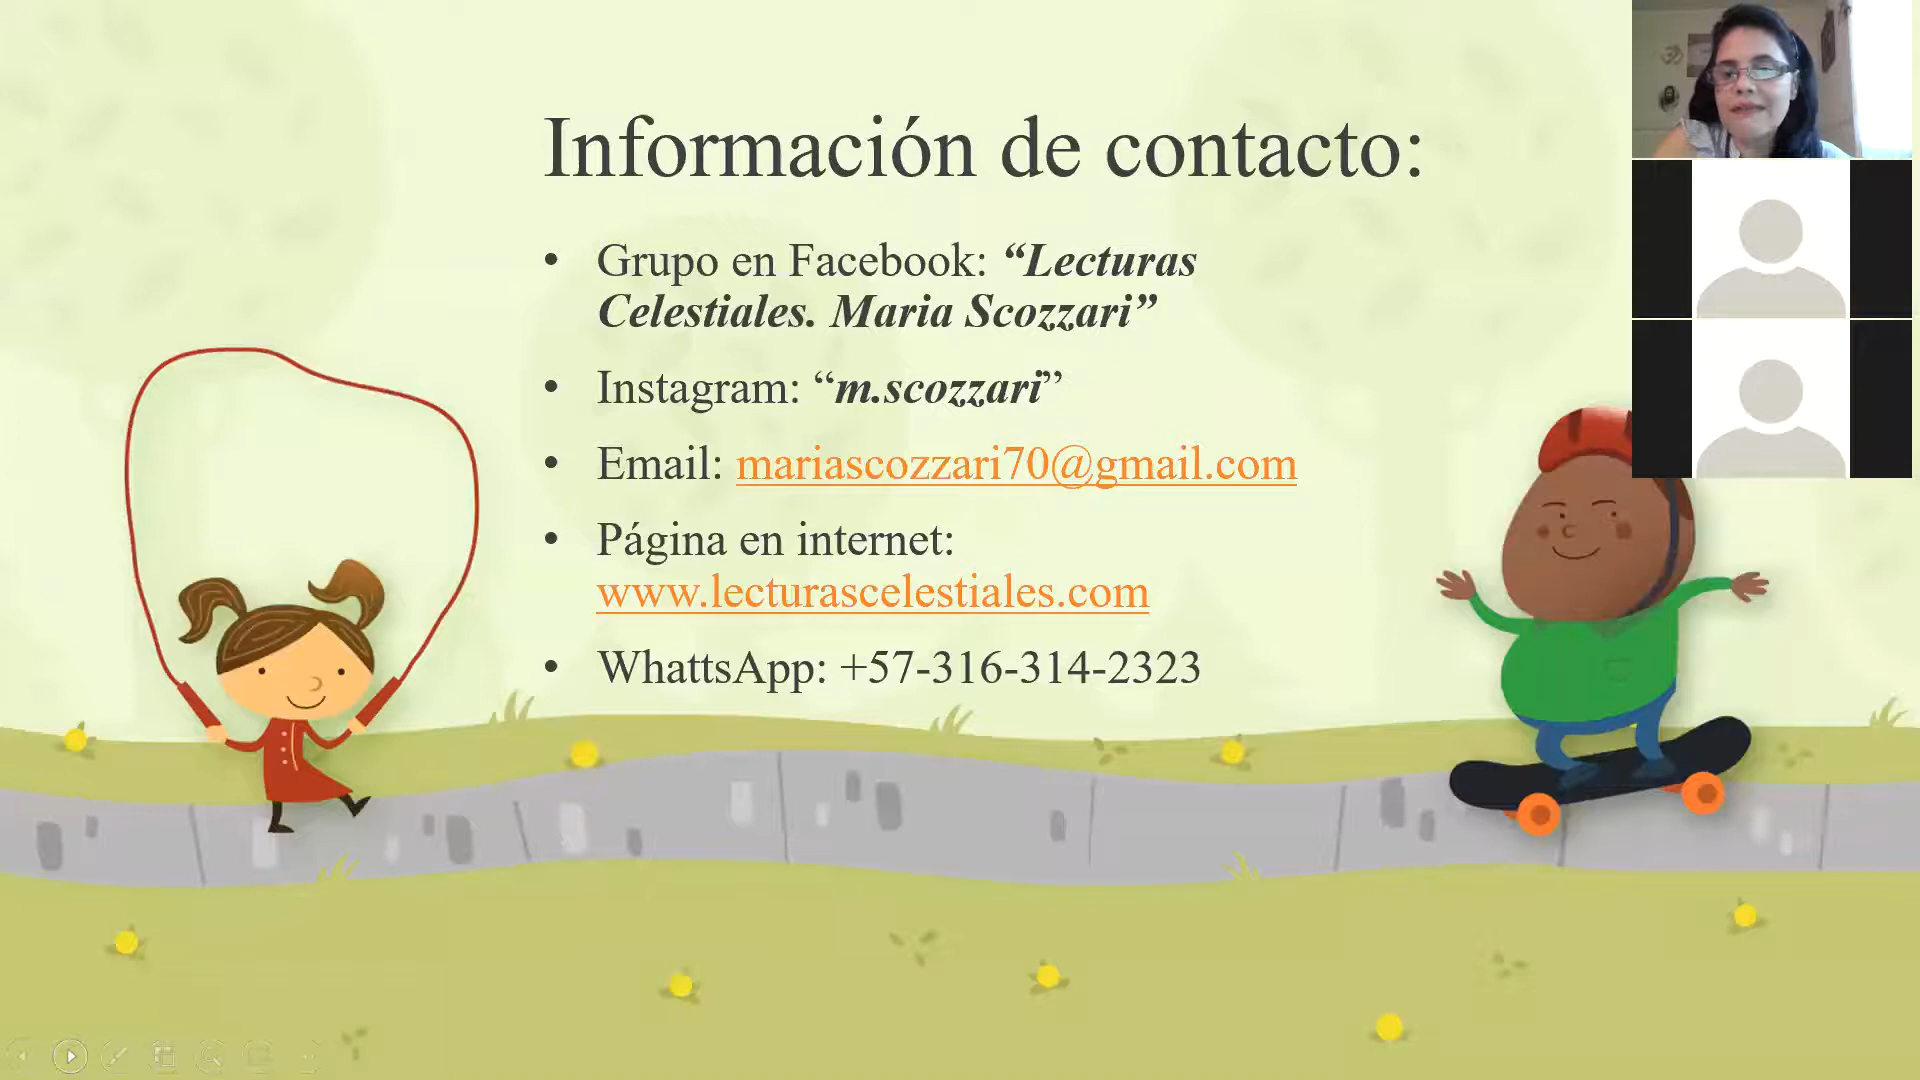 Información de contacto:
• Grupo en Facebook: “Lecturas
Celestiales. Maria Scozzari”
• Instagram: “m.scozzari”
• Email: mariascozzari70@gmail.com
• Página en internet:
www.lecturascelestiales.com
• WhattsApp: +57-316-314-2323